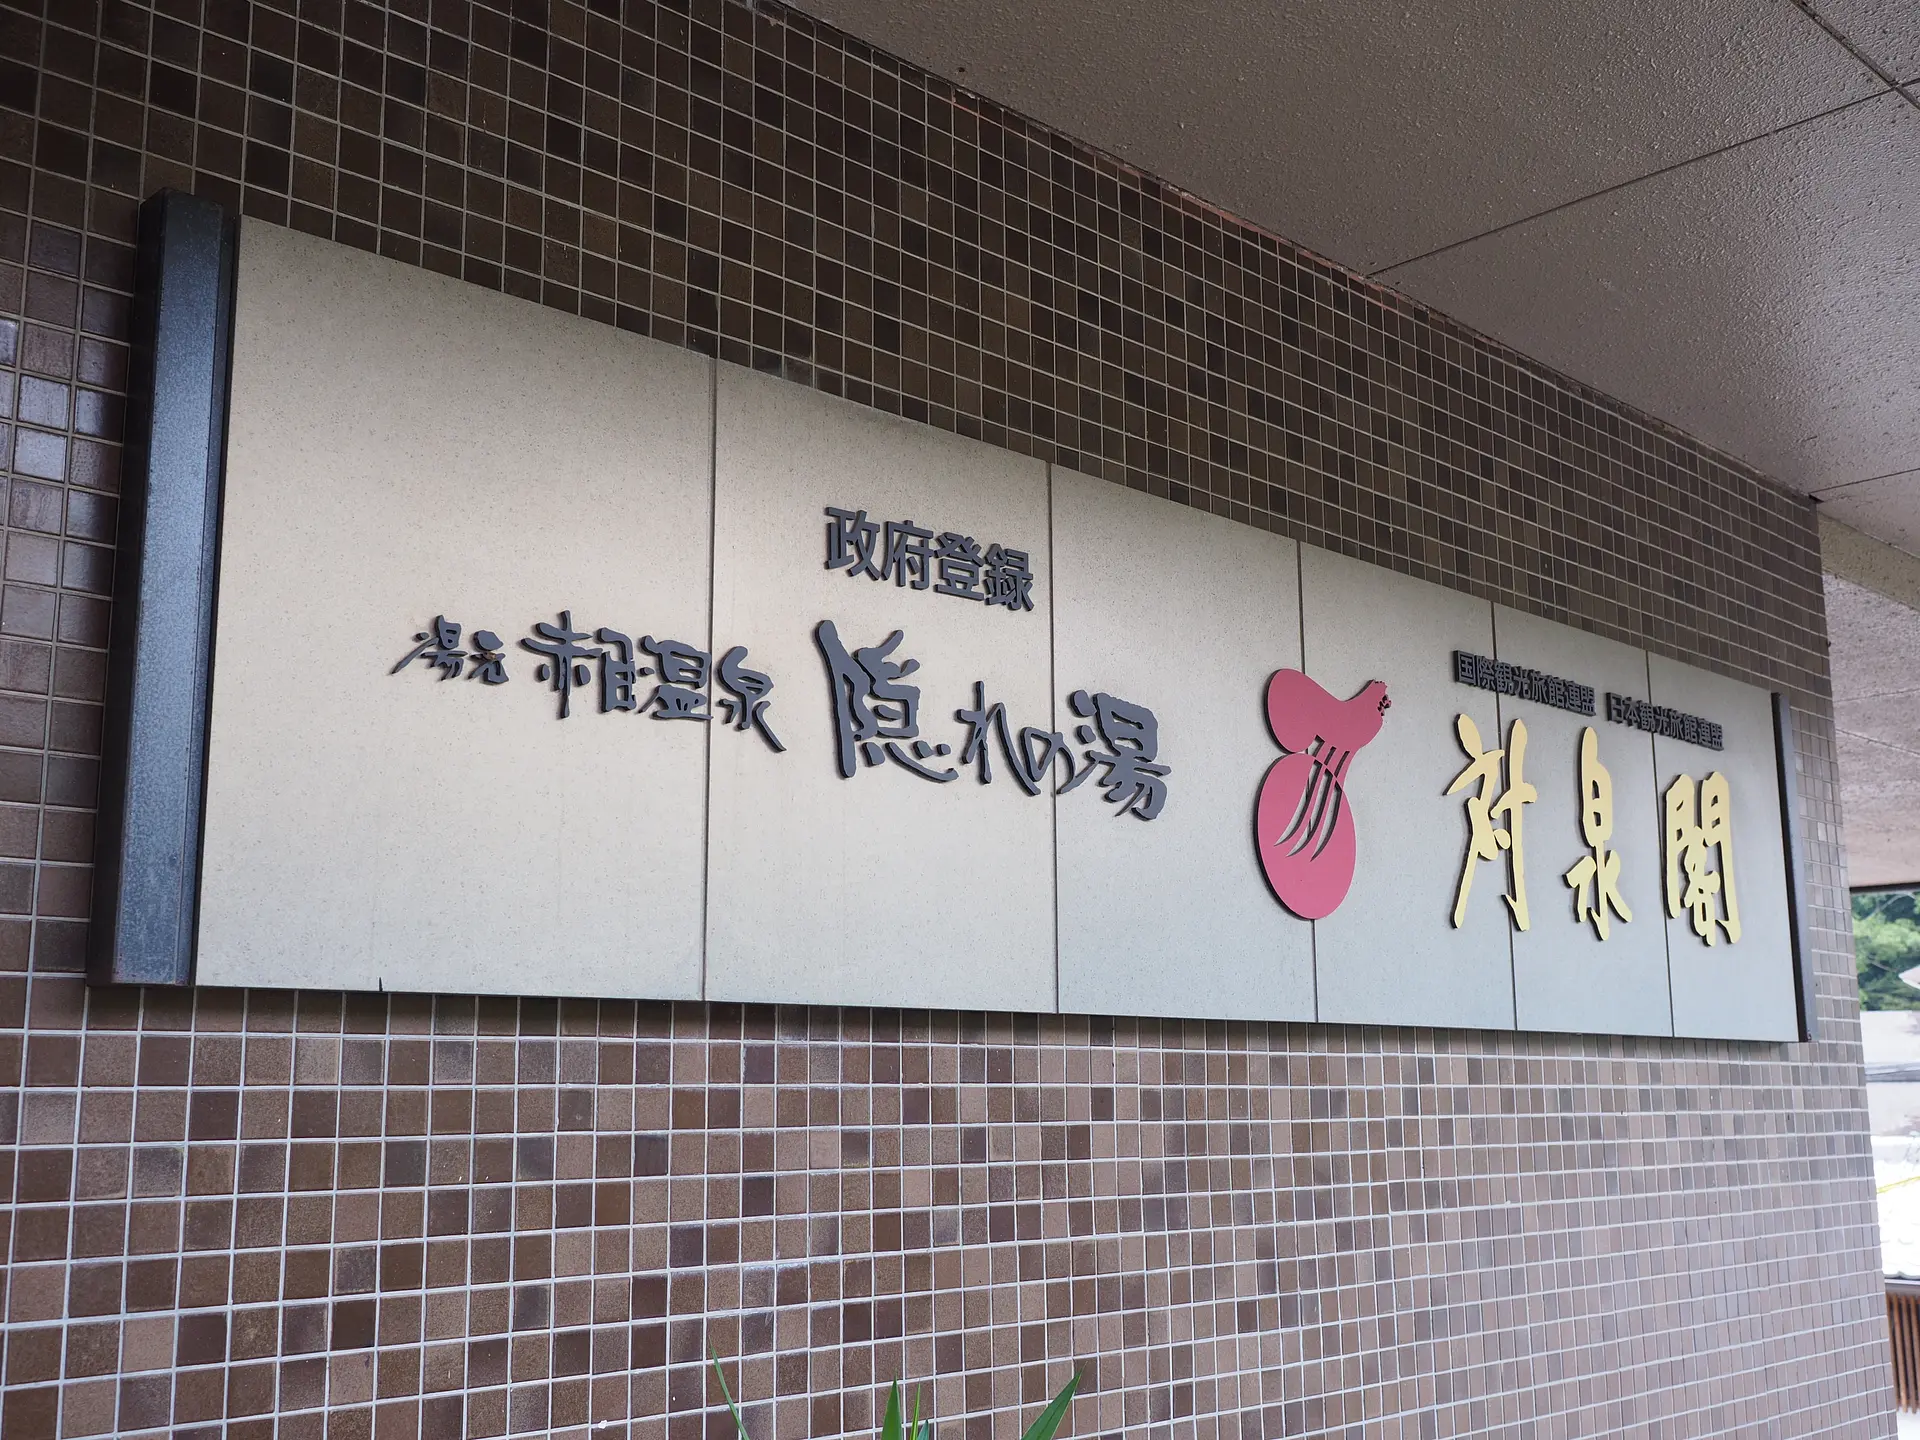 政府登録
湯元 赤穂温泉 隠れの湯
国際観光旅館連盟 日本観光旅館連盟
対泉閣